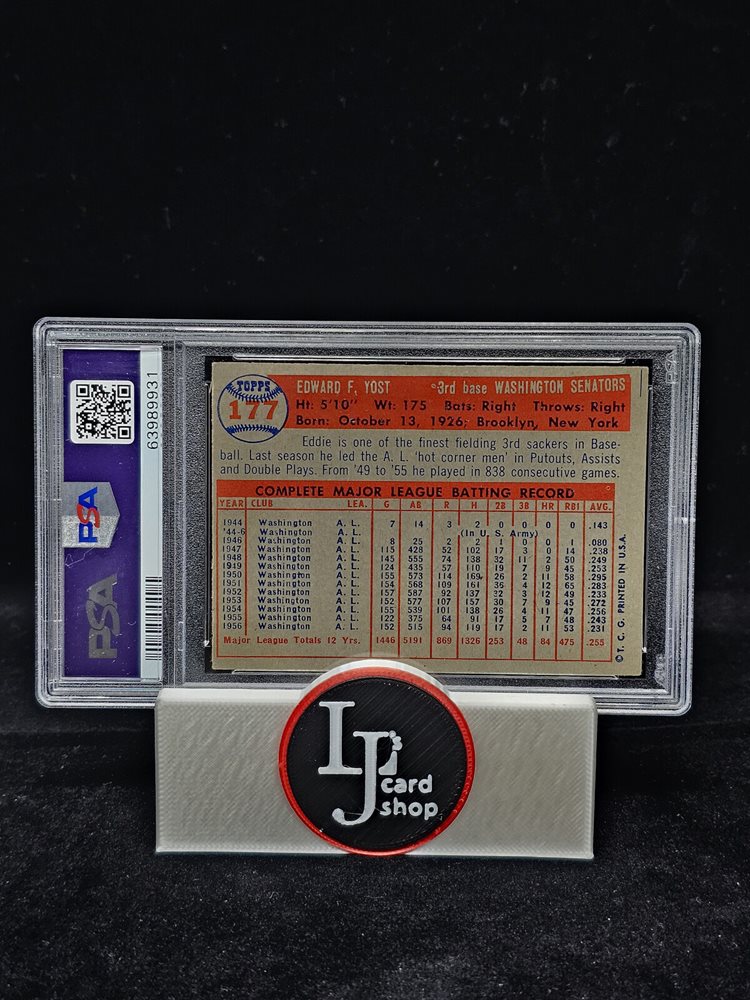 TOPPS
177
EDWARD F. YOST 3rd base WASHINGTON SENATORS
Ht: 5'10" Wt: 175 Bats: Right Throws: Right
Born: October 13, 1926, Brooklyn, New York
Eddie is one of the finest fielding 3rd sackers in Base-
ball. Last season he led the A. L. 'hot corner men' in Putouts, Assists
and Double Plays. From '49 to '55 he played in 838 consecutive games.
COMPLETE MAJOR LEAGUE BATTING RECORD
YEAR CLUB LEA. G AB R H 2B 3B HR RBI AVG.
1944 Washington A. L. 7 14 3 2 0 0 0 0 .143
'44-6 Washington A. L. (In U. S. Army)
1946 Washington A. L. 8 25 2 2 1 0 0 1 .080
1947 Washington A. L. 115 428 52 102 17 3 0 14 .238
1948 Washington A. L. 145 555 74 138 32 11 2 50 .249
1949 Washington A. L. 124 435 57 110 19 7 9 45 .253
1950 Washington A. L. 155 573 114 169 26 2 11 58 .295
1951 Washington A. L. 154 568 109 161 36 4 12 65 .283
1952 Washington A. L. 157 587 92 137 32 3 12 49 .233
1953 Washington A. L. 152 577 107 157 30 7 9 45 .272
1954 Washington A. L. 155 539 101 138 26 4 11 47 .256
1955 Washington A. L. 122 375 64 91 17 5 7 48 .243
1956 Washington A. L. 152 515 94 119 17 2 11 53 .231
Major League Totals 12 Yrs. 1446 5191 869 1326 253 48 84 475 .255
© T. C. G. PRINTED IN U.S.A.
PSA
PSA
63989931
LJ's
card
shop